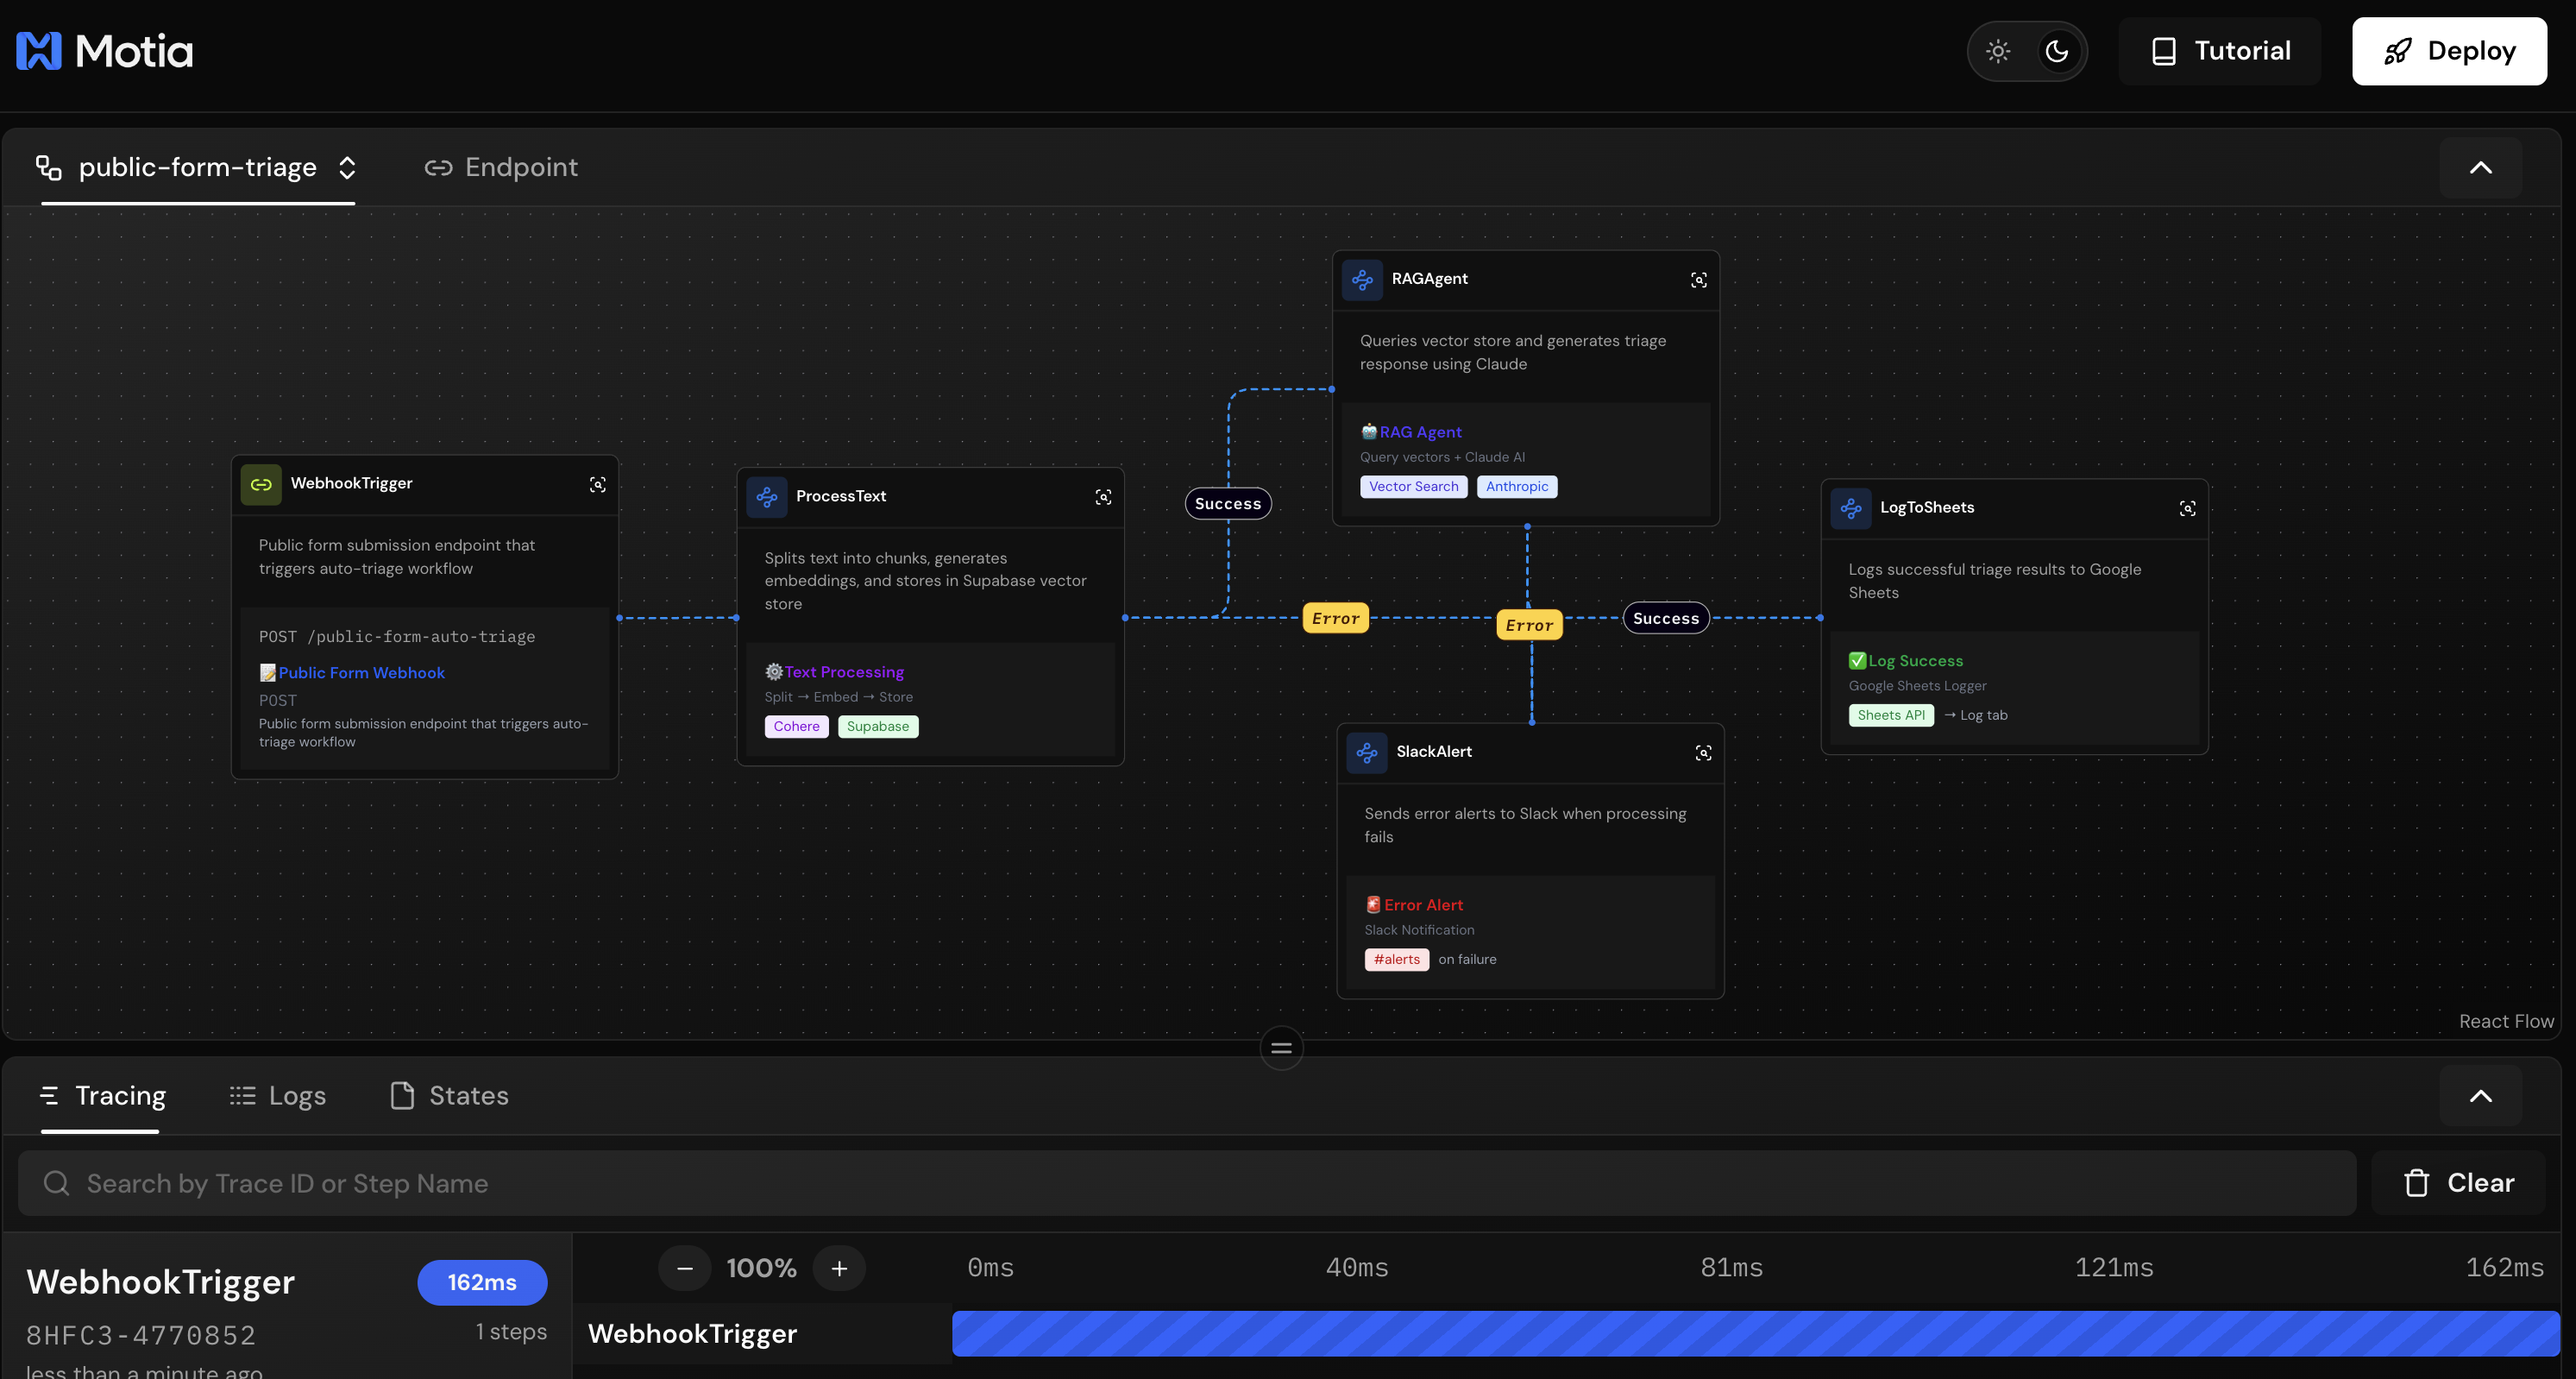 Motia
Tutorial
Deploy
public-form-triage
Endpoint
RAGAgent
Queries vector store and generates triage
response using Claude
RAG Agent
Query vectors + Claude AI
Vector Search
Anthropic
WebhookTrigger
Public form submission endpoint that
triggers auto-triage workflow
POST /public-form-auto-triage
Public Form Webhook
POST
Public form submission endpoint that triggers auto-
triage workflow
ProcessText
Splits text into chunks, generates
embeddings, and stores in Supabase vector
store
Text Processing
Split → Embed → Store
Cohere
Supabase
Success
Error
Error
Success
LogToSheets
Logs successful triage results to Google
Sheets
Log Success
Google Sheets Logger
Sheets API → Log tab
SlackAlert
Sends error alerts to Slack when processing
fails
Error Alert
Slack Notification
#alerts on failure
React Flow
Tracing
Logs
States
Search by Trace ID or Step Name
Clear
WebhookTrigger
162ms
8HFC3-4770852
1 steps
less than a minute ago
100%
0ms
40ms
81ms
121ms
162ms
WebhookTrigger